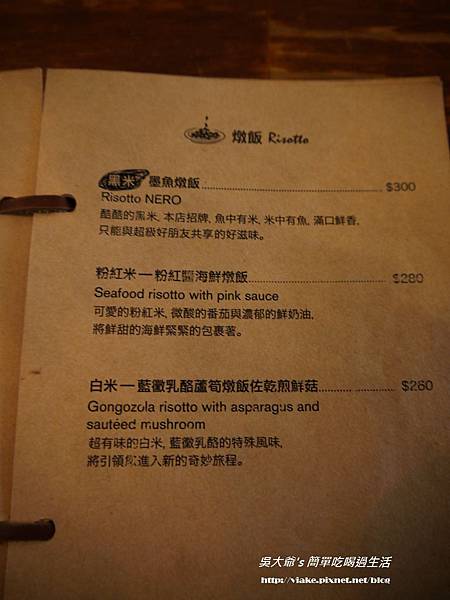 燉飯 Risotto
黑米 墨魚燉飯 $300
Risotto NERO
酷酷的黑米, 本店招牌, 魚中有米, 米中有魚, 滿口鮮香,
只能與超級好朋友共享的好滋味。
粉紅米一粉紅醬海鮮燉飯 $280
Seafood risotto with pink sauce
可愛的粉紅米, 微酸的番茄與濃郁的鮮奶油,
將鮮甜的海鮮緊緊的包裹著。
白米一藍黴乳酪蘆筍燉飯佐乾煎鮮菇 $260
Gongozola risotto with asparagus and
sautéed mushroom
超有味的白米, 藍黴乳酪的特殊風味,
將引領您進入新的奇妙旅程。
吳大爺's 簡單吃喝過生活
http://viake.pixnet.net/blog